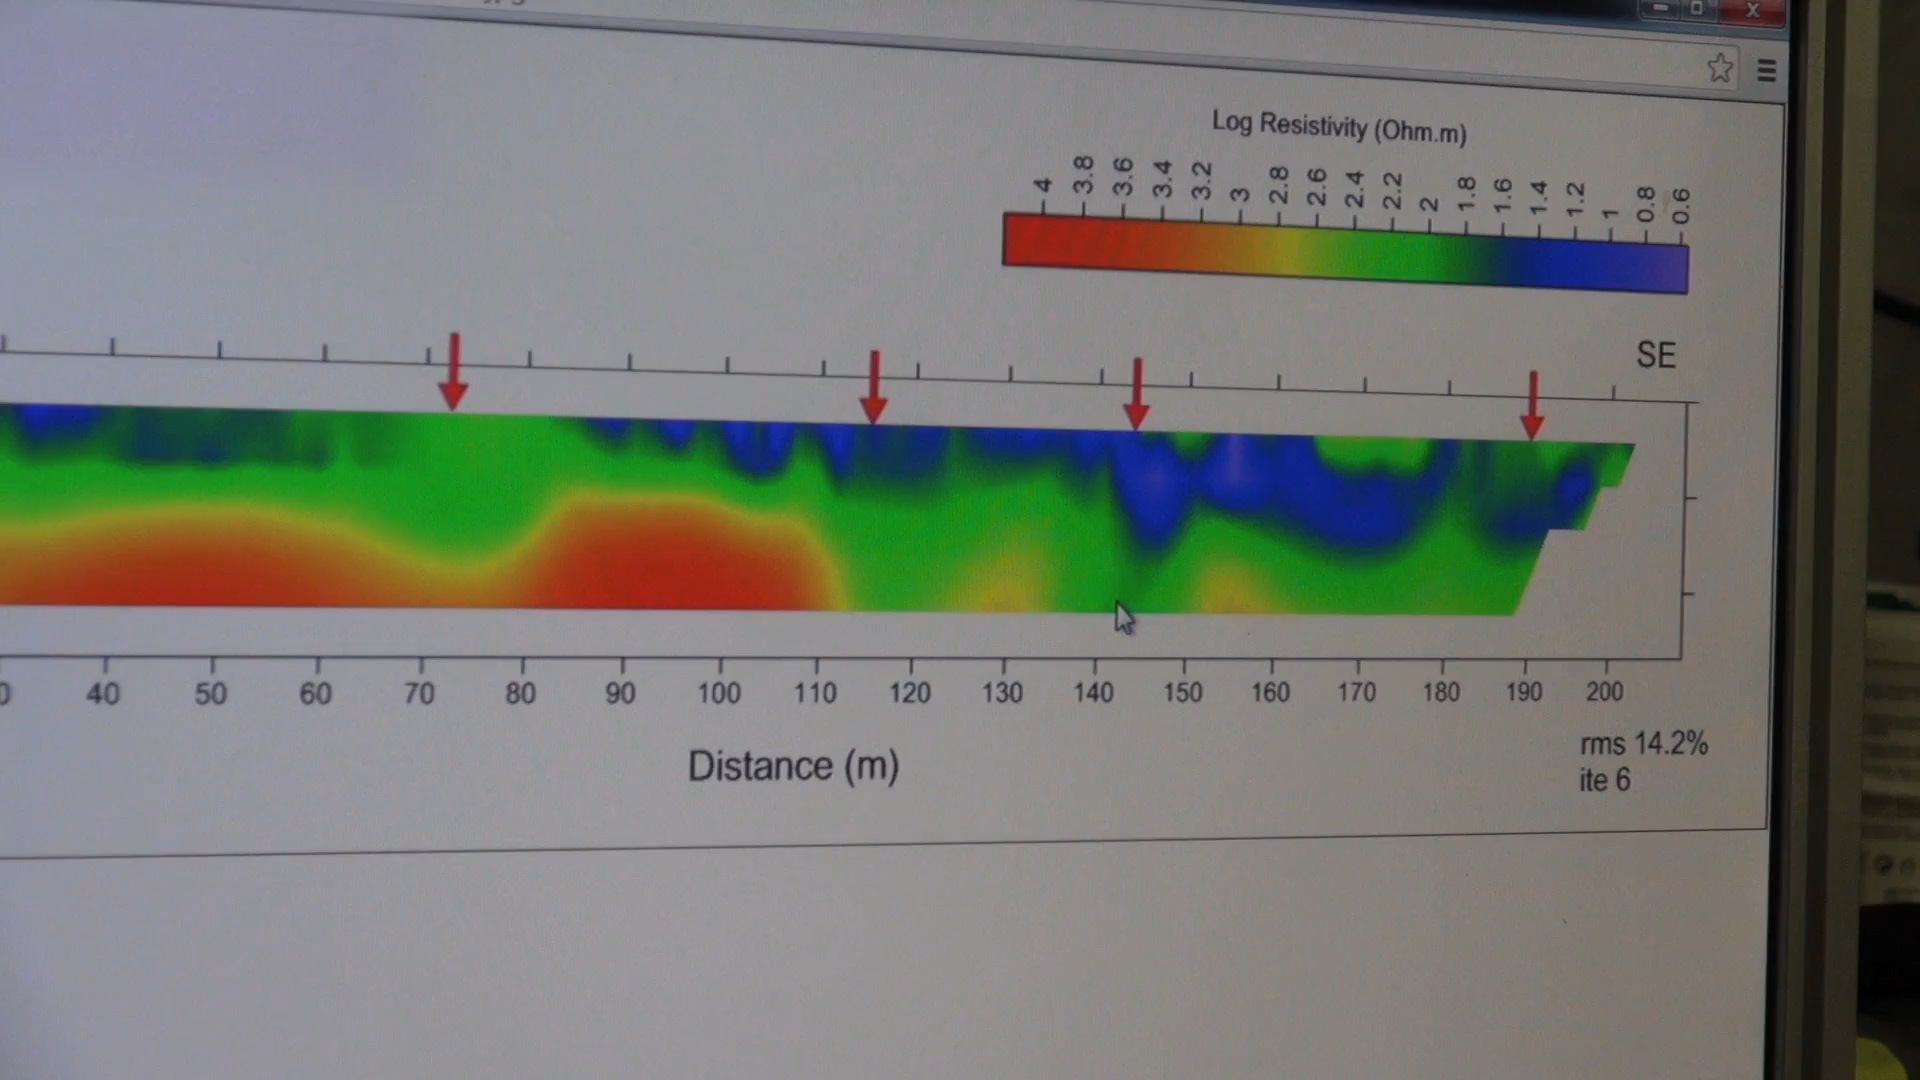 Log Resistivity (Ohm.m)
4 3.8 3.6 3.4 3.2 3 2.8 2.6 2.4 2.2 2 1.8 1.6 1.4 1.2 1 0.8 0.6
SE
40 50 60 70 80 90 100 110 120 130 140 150 160 170 180 190 200
Distance (m)
rms 14.2%
ite 6